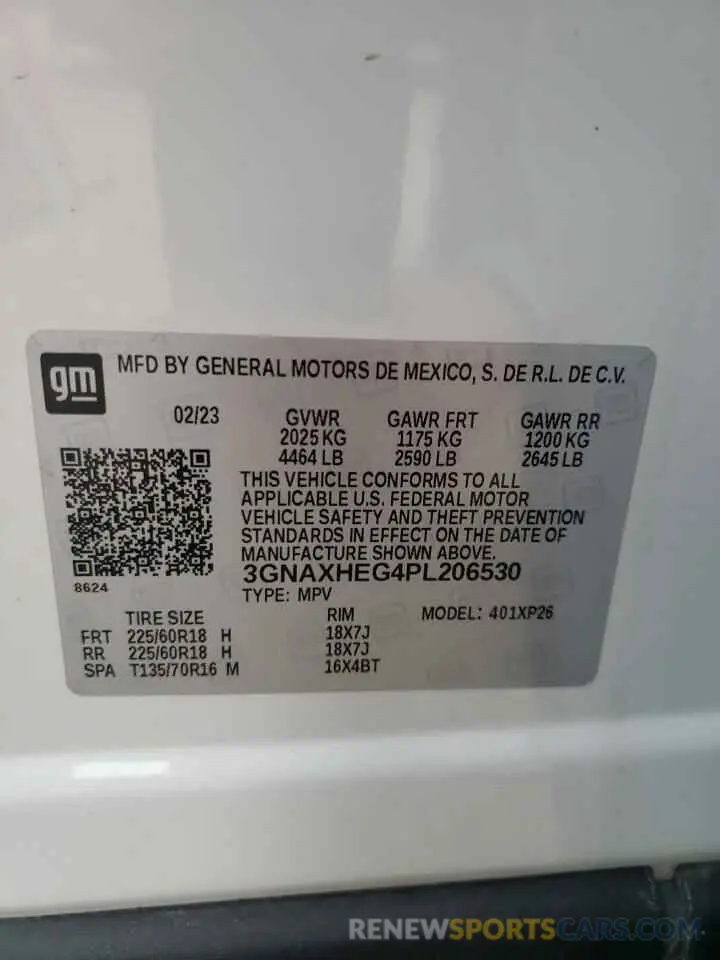 gm
MFD BY GENERAL MOTORS DE MEXICO, S. DE R.L. DE C.V.
02/23 GVWR GAWR FRT GAWR RR
2025 KG 1175 KG 1200 KG
4464 LB 2590 LB 2645 LB
THIS VEHICLE CONFORMS TO ALL
APPLICABLE U.S. FEDERAL MOTOR
VEHICLE SAFETY AND THEFT PREVENTION
STANDARDS IN EFFECT ON THE DATE OF
MANUFACTURE SHOWN ABOVE.
8624
3GNAXHEG4PL206530
TYPE: MPV
TIRE SIZE RIM MODEL: 401XP26
FRT 225/60R18 H 18X7J
RR 225/60R18 H 18X7J
SPA T135/70R16 M 16X4BT
RENEWSPORTSCARS.COM